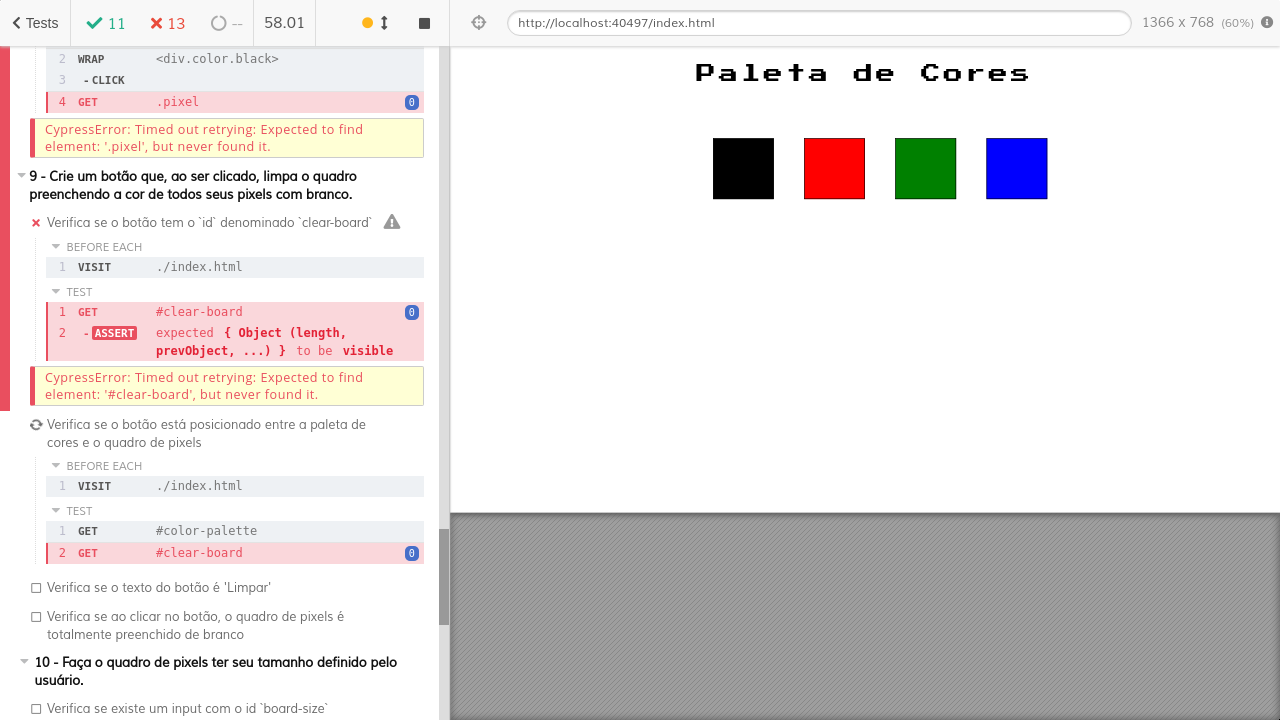 Tests 11 13 -- 58.01
http://localhost:40497/index.html 1366 x 768 (60%)
2 WRAP <div.color.black>
3 -CLICK
4 GET .pixel 0
CypressError: Timed out retrying: Expected to find
element: '.pixel', but never found it.
9 - Crie um botão que, ao ser clicado, limpa o quadro
preenchendo a cor de todos seus pixels com branco.
Verifica se o botão tem o `id` denominado `clear-board`
BEFORE EACH
1 VISIT ./index.html
TEST
1 GET #clear-board 0
2 -ASSERT expected { Object (length,
prevObject, ...) } to be visible
CypressError: Timed out retrying: Expected to find
element: '#clear-board', but never found it.
Verifica se o botão está posicionado entre a paleta de
cores e o quadro de pixels
BEFORE EACH
1 VISIT ./index.html
TEST
1 GET #color-palette
2 GET #clear-board 0
Verifica se o texto do botão é 'Limpar'
Verifica se ao clicar no botão, o quadro de pixels é
totalmente preenchido de branco
10 - Faça o quadro de pixels ter seu tamanho definido pelo
usuário.
Verifica se existe um input com o id `board-size`
Paleta de Cores